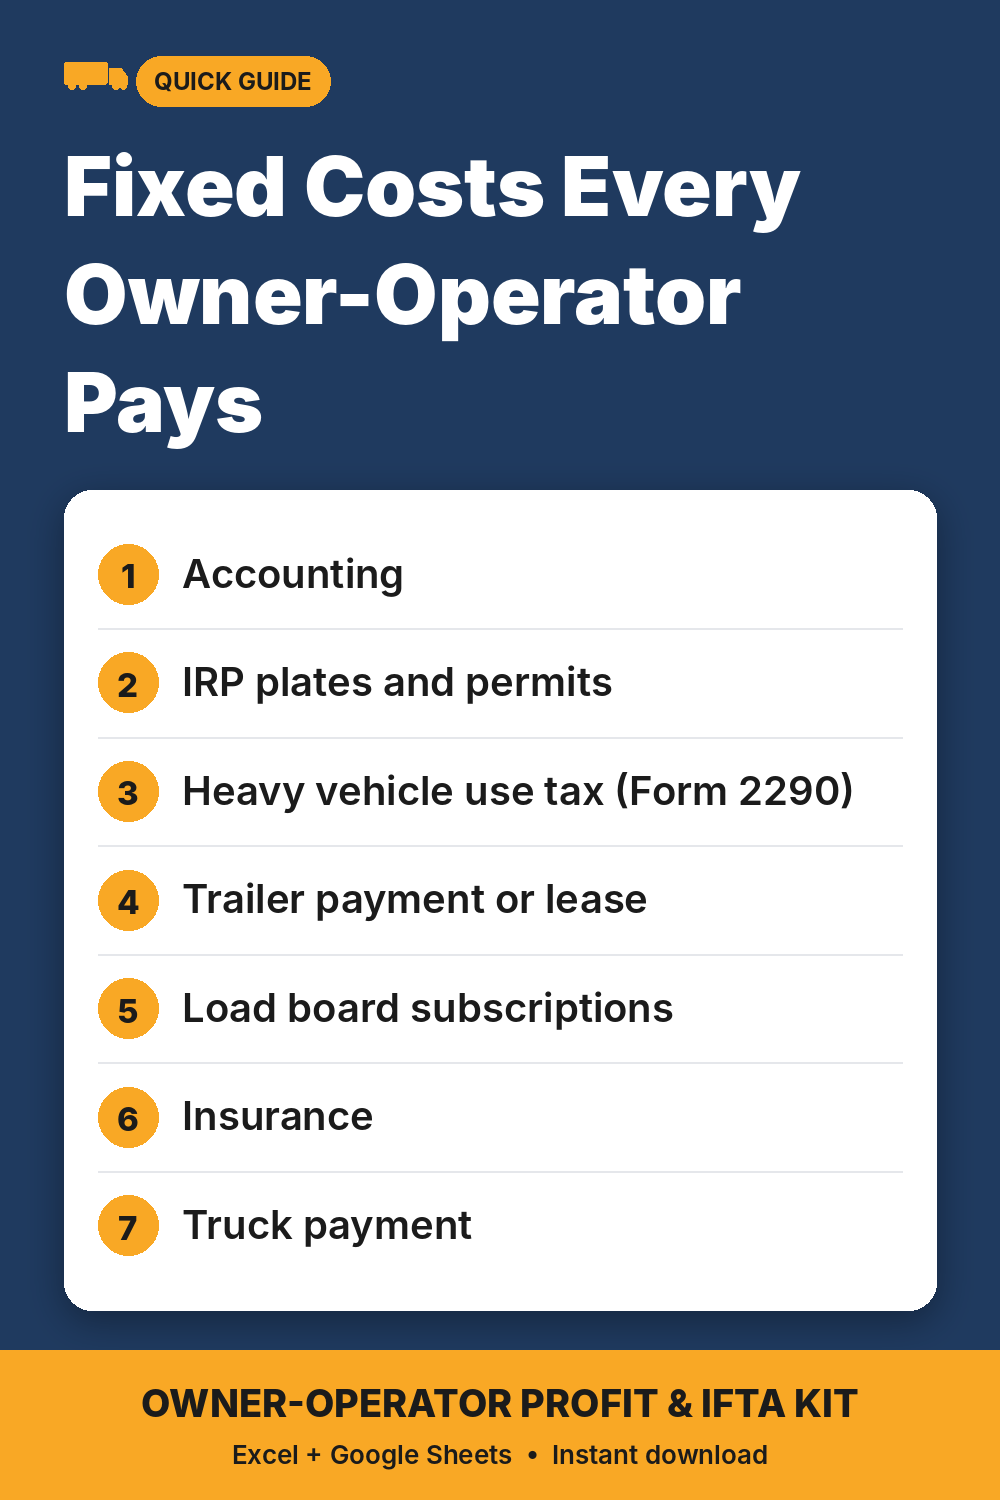 QUICK GUIDE
Fixed Costs Every
Owner-Operator
Pays
1 Accounting
2 IRP plates and permits
3 Heavy vehicle use tax (Form 2290)
4 Trailer payment or lease
5 Load board subscriptions
6 Insurance
7 Truck payment
OWNER-OPERATOR PROFIT & IFTA KIT
Excel + Google Sheets • Instant download